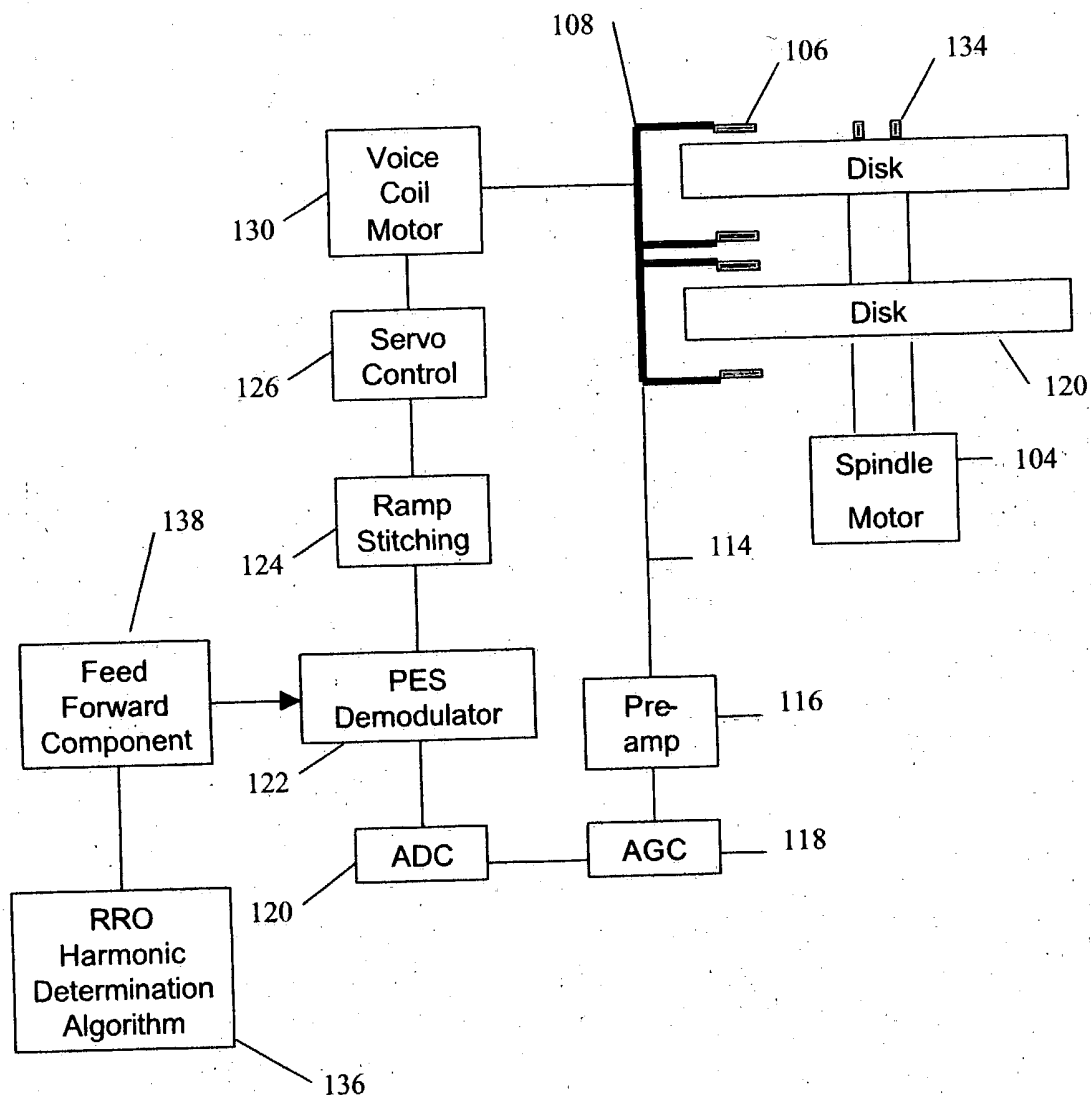 108
106
134
Voice
Coil
Motor
130
Disk
Disk
120
Servo
Control
126
Spindle
Motor
104
Ramp
Stitching
124
138
114
Feed
Forward
Component
PES
Demodulator
122
Pre-
amp
116
ADC
120
AGC
118
RRO
Harmonic
Determination
Algorithm
136